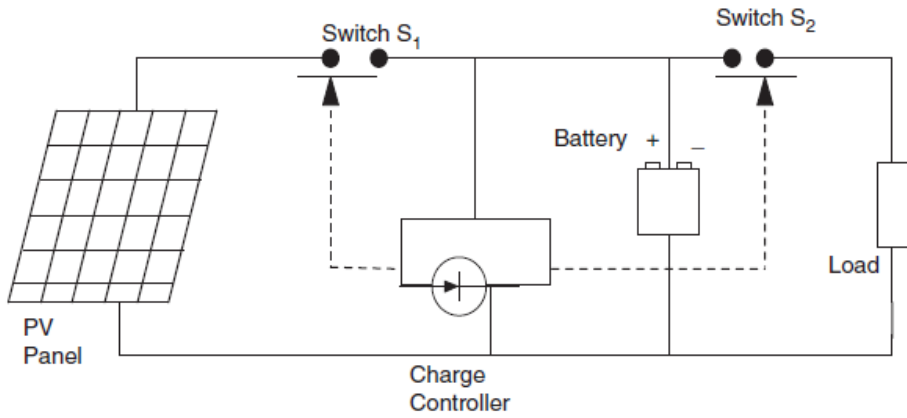 Switch S1
Switch S2
Battery + _
Load
PV
Panel
Charge
Controller